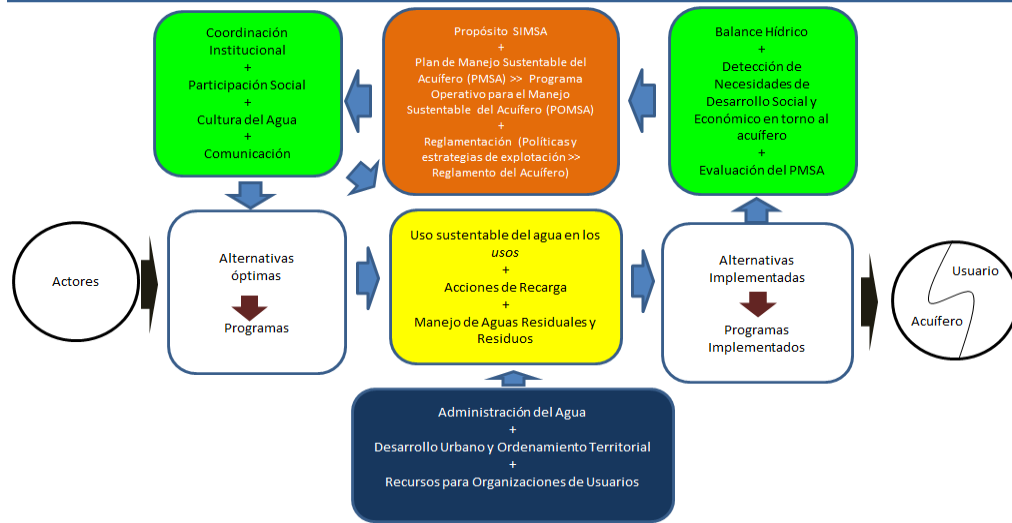 Coordinación
Institucional
+
Participación Social
+
Cultura del Agua
+
Comunicación
Propósito SIMSA
+
Plan de Manejo Sustentable del
Acuífero (PMSA) >> Programa
Operativo para el Manejo
Sustentable del Acuífero (POMSA)
+
Reglamentación (Políticas y
estrategias de explotación >>
Reglamento del Acuífero)
Balance Hídrico
+
Detección de
Necesidades de
Desarrollo Social y
Económico en torno al
acuífero
+
Evaluación del PMSA
Actores
Alternativas
óptimas
Programas
Uso sustentable del agua en los
usos
+
Acciones de Recarga
+
Manejo de Aguas Residuales y
Residuos
Alternativas
Implementadas
Programas
Implementados
Usuario
Acuífero
Administración del Agua
+
Desarrollo Urbano y Ordenamiento Territorial
+
Recursos para Organizaciones de Usuarios